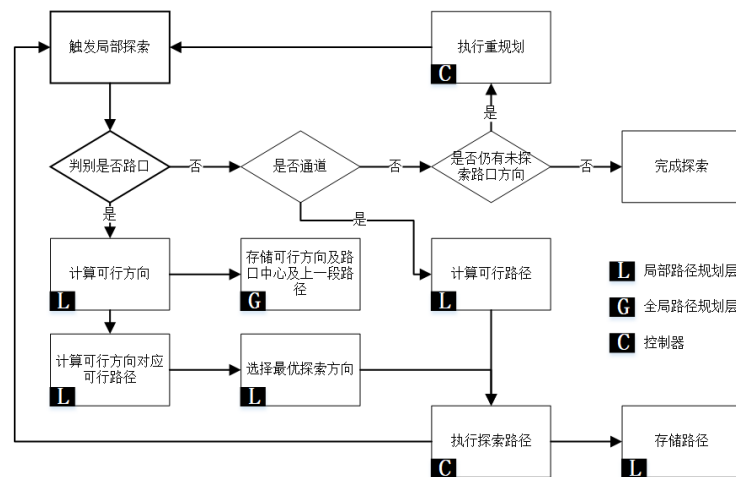 触发局部探索
执行重规划
C
是
判别是否路口
否
是否通道
否
是否仍有未探
索路口方向
否
完成探索
是
是
计算可行方向
L
存储可行方向及路
口中心及上一段路
径
G
计算可行路径
L
L 局部路径规划层
G 全局路径规划层
C 控制器
计算可行方向对应
可行路径
L
选择最优探索方向
L
执行探索路径
C
存储路径
L